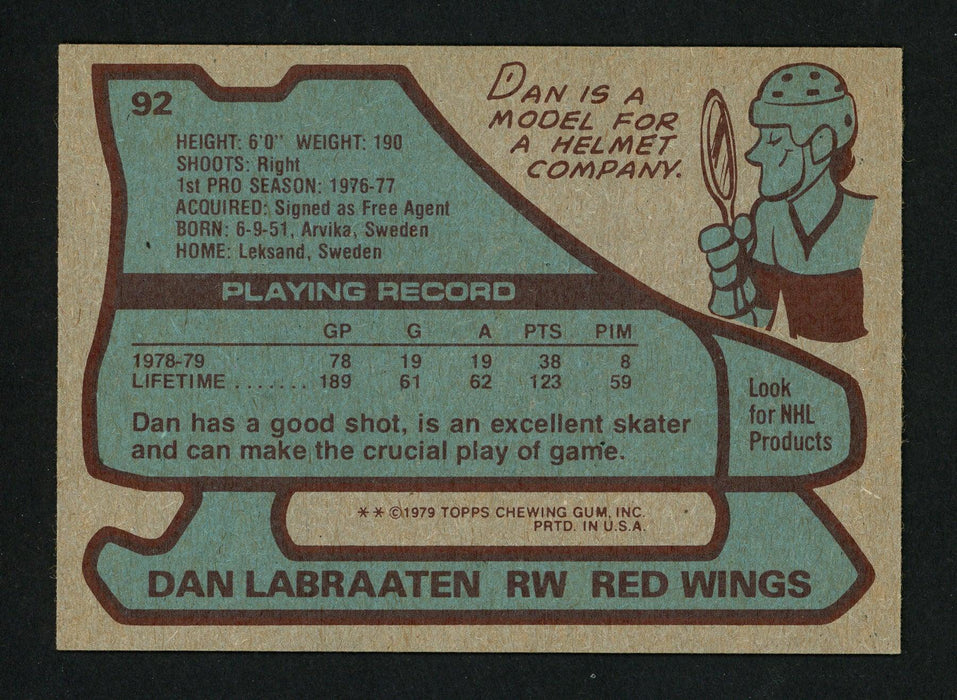 92
HEIGHT: 6'0" WEIGHT: 190
SHOOTS: Right
1st PRO SEASON: 1976-77
ACQUIRED: Signed as Free Agent
BORN: 6-9-51, Arvika, Sweden
HOME: Leksand, Sweden
DAN IS A
MODEL FOR
A HELMET
COMPANY.
PLAYING RECORD
GP G A PTS PIM
1978-79 78 19 19 38 8
LIFETIME ....... 189 61 62 123 59
Dan has a good shot, is an excellent skater
and can make the crucial play of game.
Look
for NHL
Products
** ©1979 TOPPS CHEWING GUM, INC.
PRTD. IN U.S.A.
DAN LABRAATEN RW RED WINGS